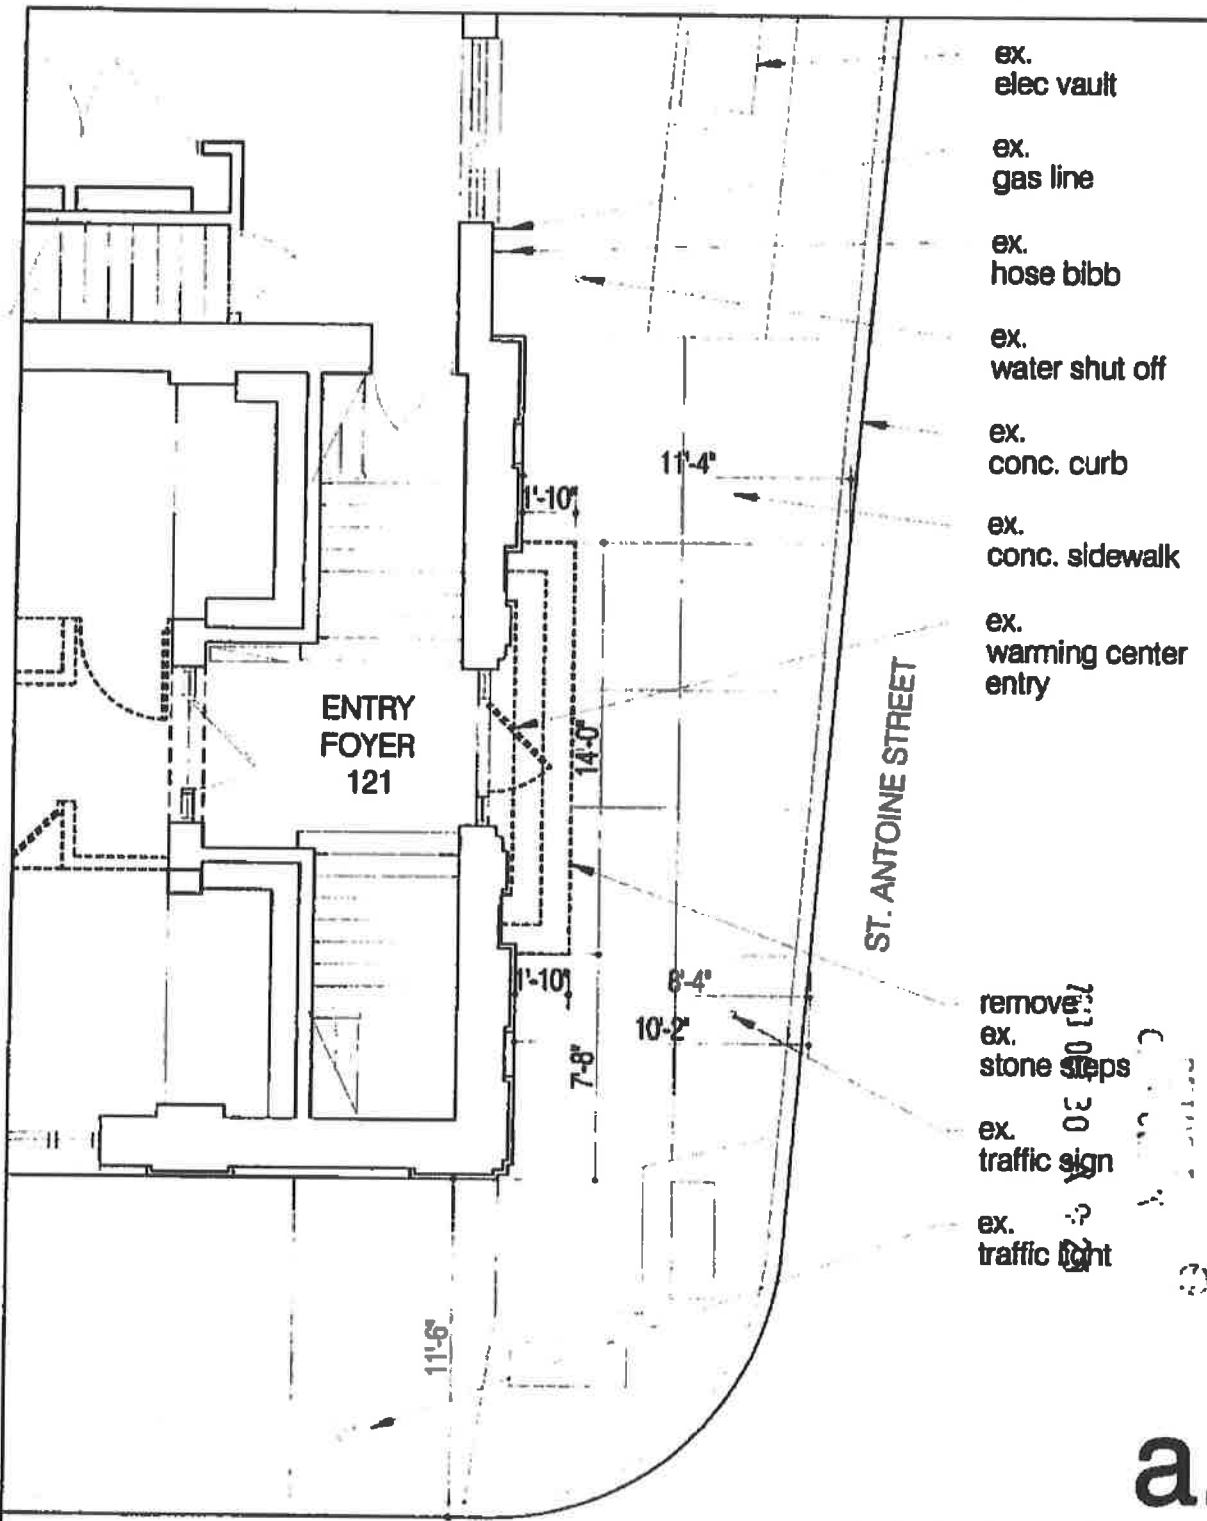 ex.
elec vault
ex.
gas line
ex.
hose bibb
ex.
water shut off
ex.
conc. curb
11'-4"
1'-10"
ex.
conc. sidewalk
ex.
warming center
entry
ENTRY
FOYER
121
14'-0"
ST. ANTOINE STREET
1'-10"
8'-4"
10'-2"
7'-8"
remove
ex.
stone steps
ex.
traffic sign
ex.
traffic light
11'-6"
a.